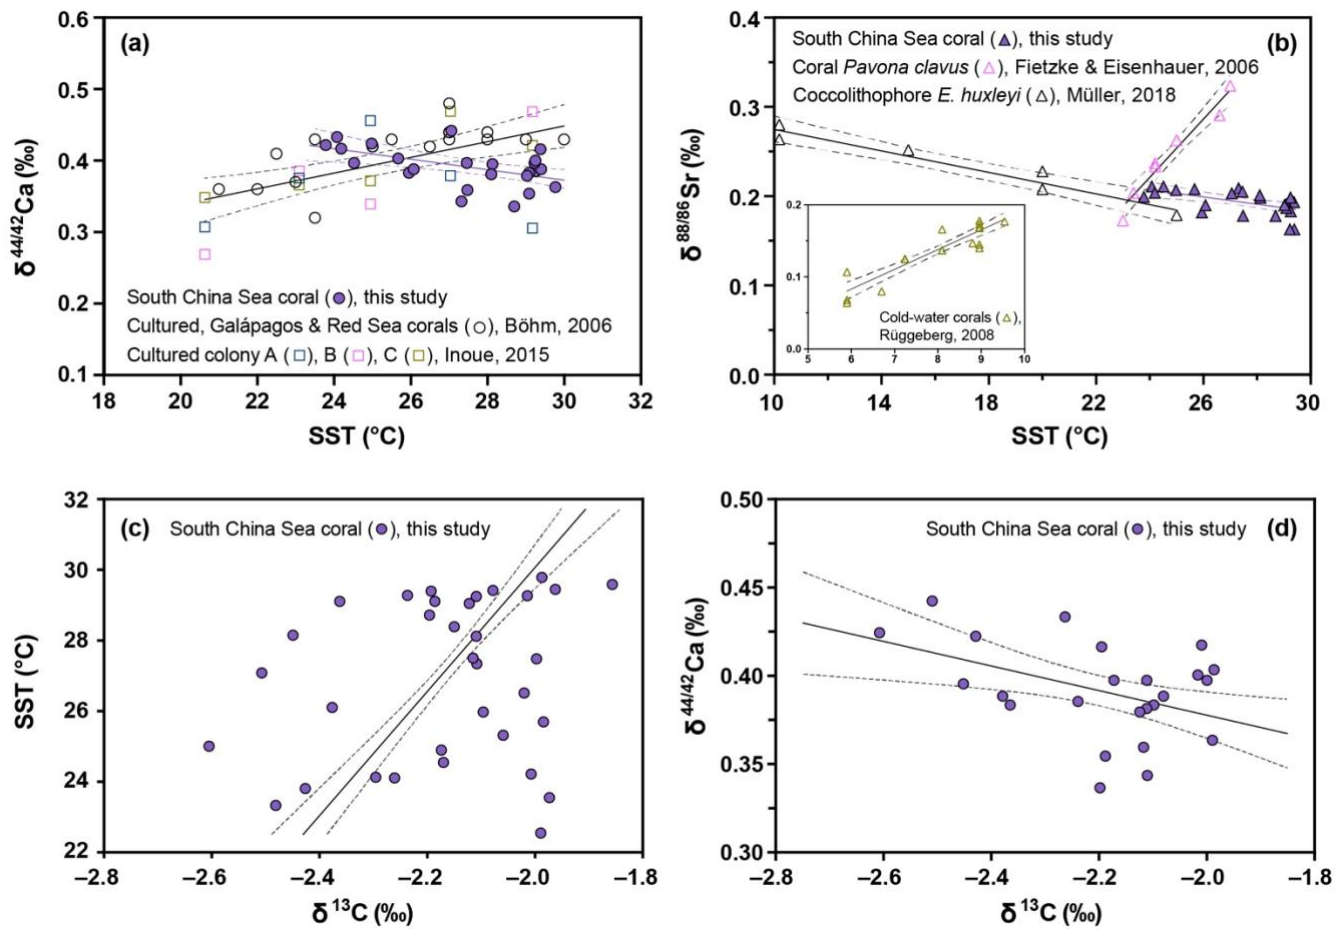 (a)
0.6
0.5
0.4
0.3
0.2
0.1
δ44/42Ca (‰)
South China Sea coral (●), this study
Cultured, Galápagos & Red Sea corals (○), Böhm, 2006
Cultured colony A (□), B (□), C (□), Inoue, 2015
18 20 22 24 26 28 30 32
SST (°C)
(b)
0.4
0.3
0.2
0.1
0.0
δ88/86Sr (‰)
South China Sea coral (▲), this study
Coral Pavona clavus (△), Fietzke & Eisenhauer, 2006
Coccolithophore E. huxleyi (△), Müller, 2018
0.2
0.1
0.0
Cold-water corals (△),
Rüggeberg, 2008
5 6 7 8 9 10
10 14 18 22 26 30
SST (°C)
(c)
South China Sea coral (●), this study
32
30
28
26
24
22
SST (°C)
–2.8 –2.6 –2.4 –2.2 –2.0 –1.8
δ13C (‰)
(d)
South China Sea coral (●), this study
0.50
0.45
0.40
0.35
0.30
δ44/42Ca (‰)
–2.8 –2.6 –2.4 –2.2 –2.0 –1.8
δ13C (‰)